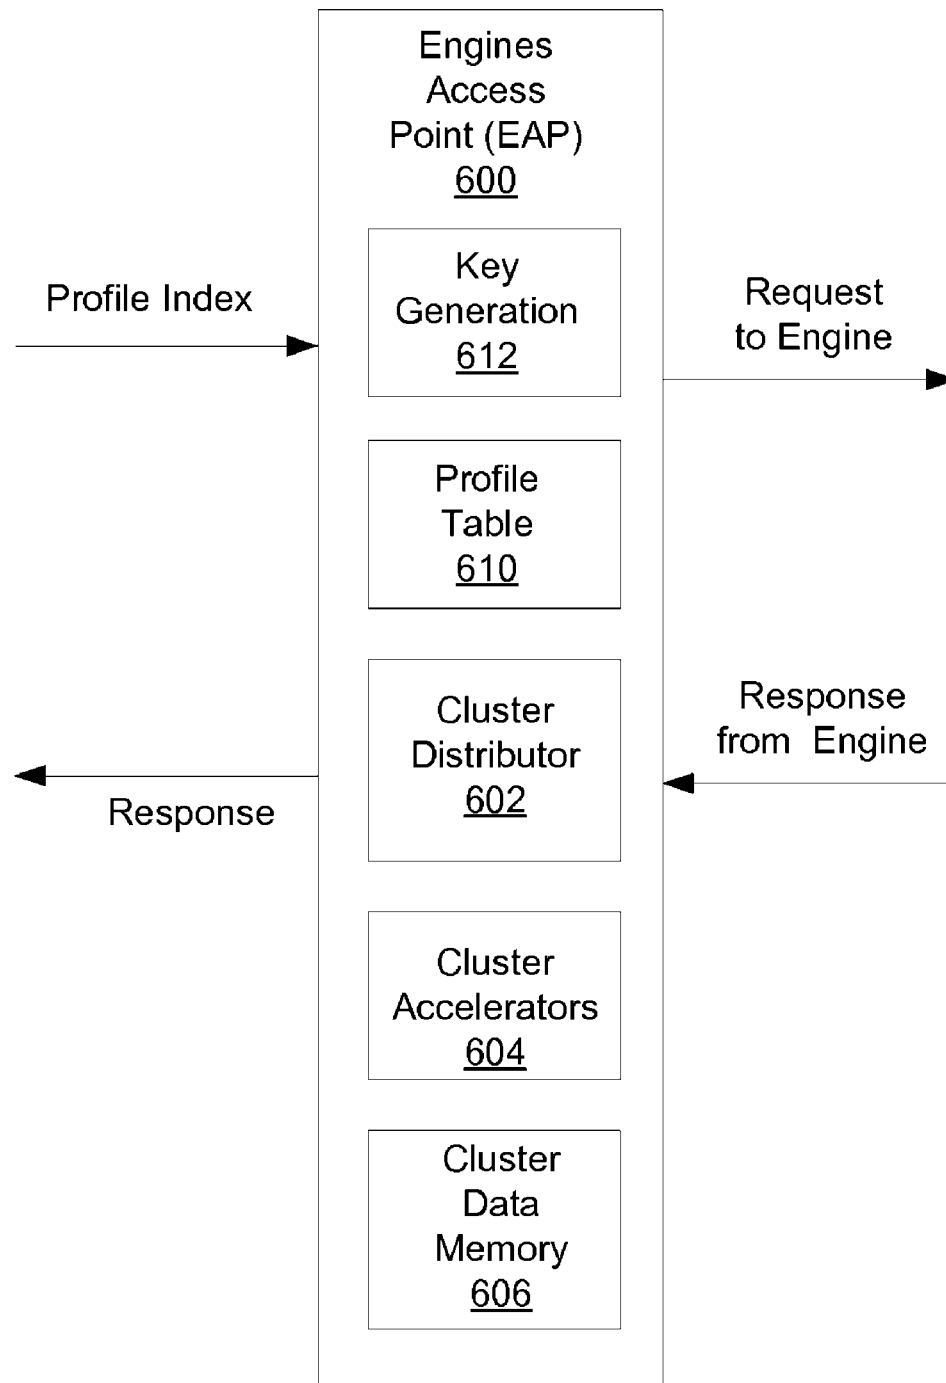 Engines
Access
Point (EAP)
600
Key
Generation
612
Profile Index
Request
to Engine
Profile
Table
610
Cluster
Distributor
602
Response
from Engine
Response
Cluster
Accelerators
604
Cluster
Data
Memory
606